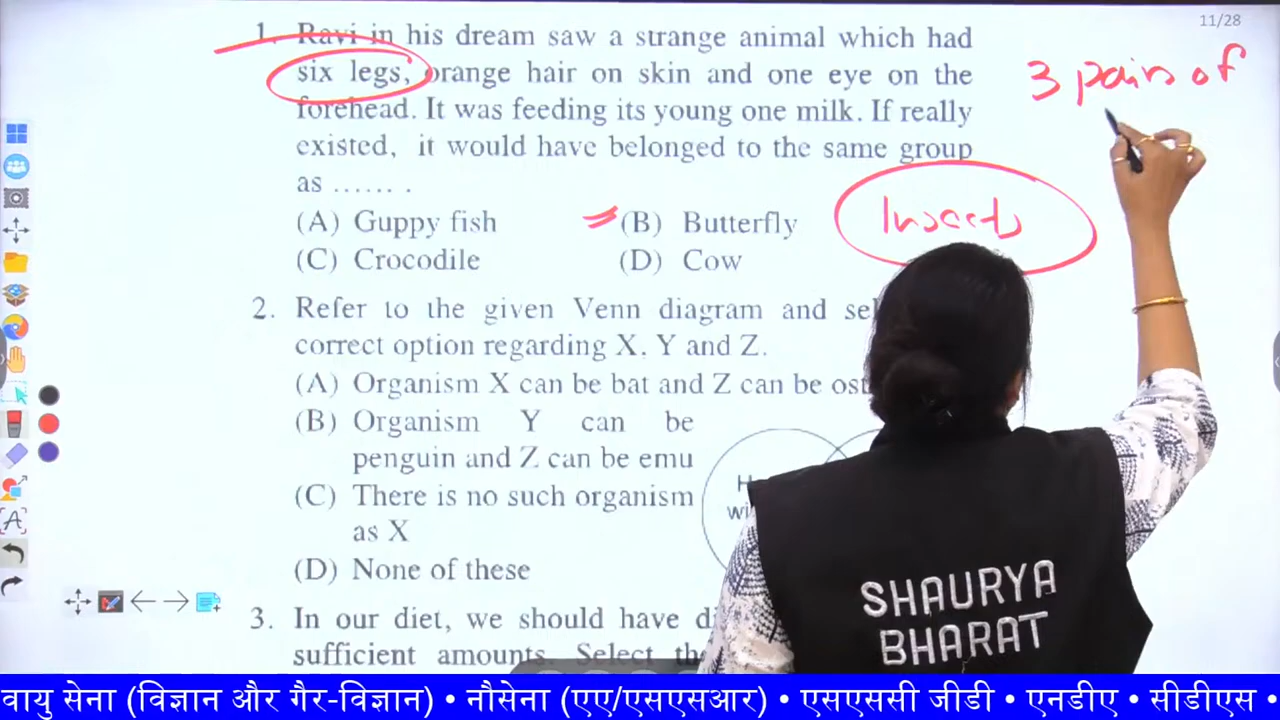 11/28
1. Ravi in his dream saw a strange animal which had
six legs, orange hair on skin and one eye on the
forehead. It was feeding its young one milk. If really
existed, it would have belonged to the same group
as ...... .
(A) Guppy fish (B) Butterfly
(C) Crocodile (D) Cow
3 pairs of
Insects
2. Refer to the given Venn diagram and
correct option regarding X. Y and Z.
(A) Organism X can be bat and Z can be
(B) Organism Y can be
penguin and Z can be emu
(C) There is no such organism
as X
(D) None of these
3. In our diet, we should have
sufficient amounts. Select
SHAURYA
BHARAT
वायु सेना (विज्ञान और गैर-विज्ञान) • नौसेना (एए/एसएसआर) • एसएससी जीडी • एनडीए • सीडीएस •